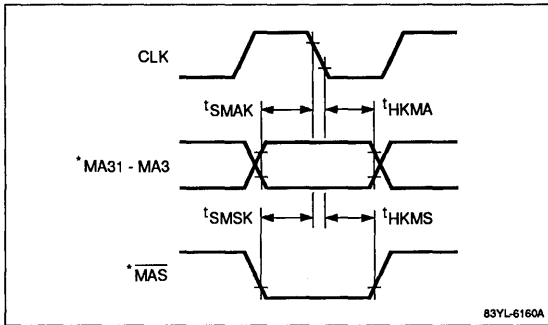 CLK
tSMAK tHKMA
*MA31 - MA3
tSMSK tHKMS
*MAS
83YL-6160A